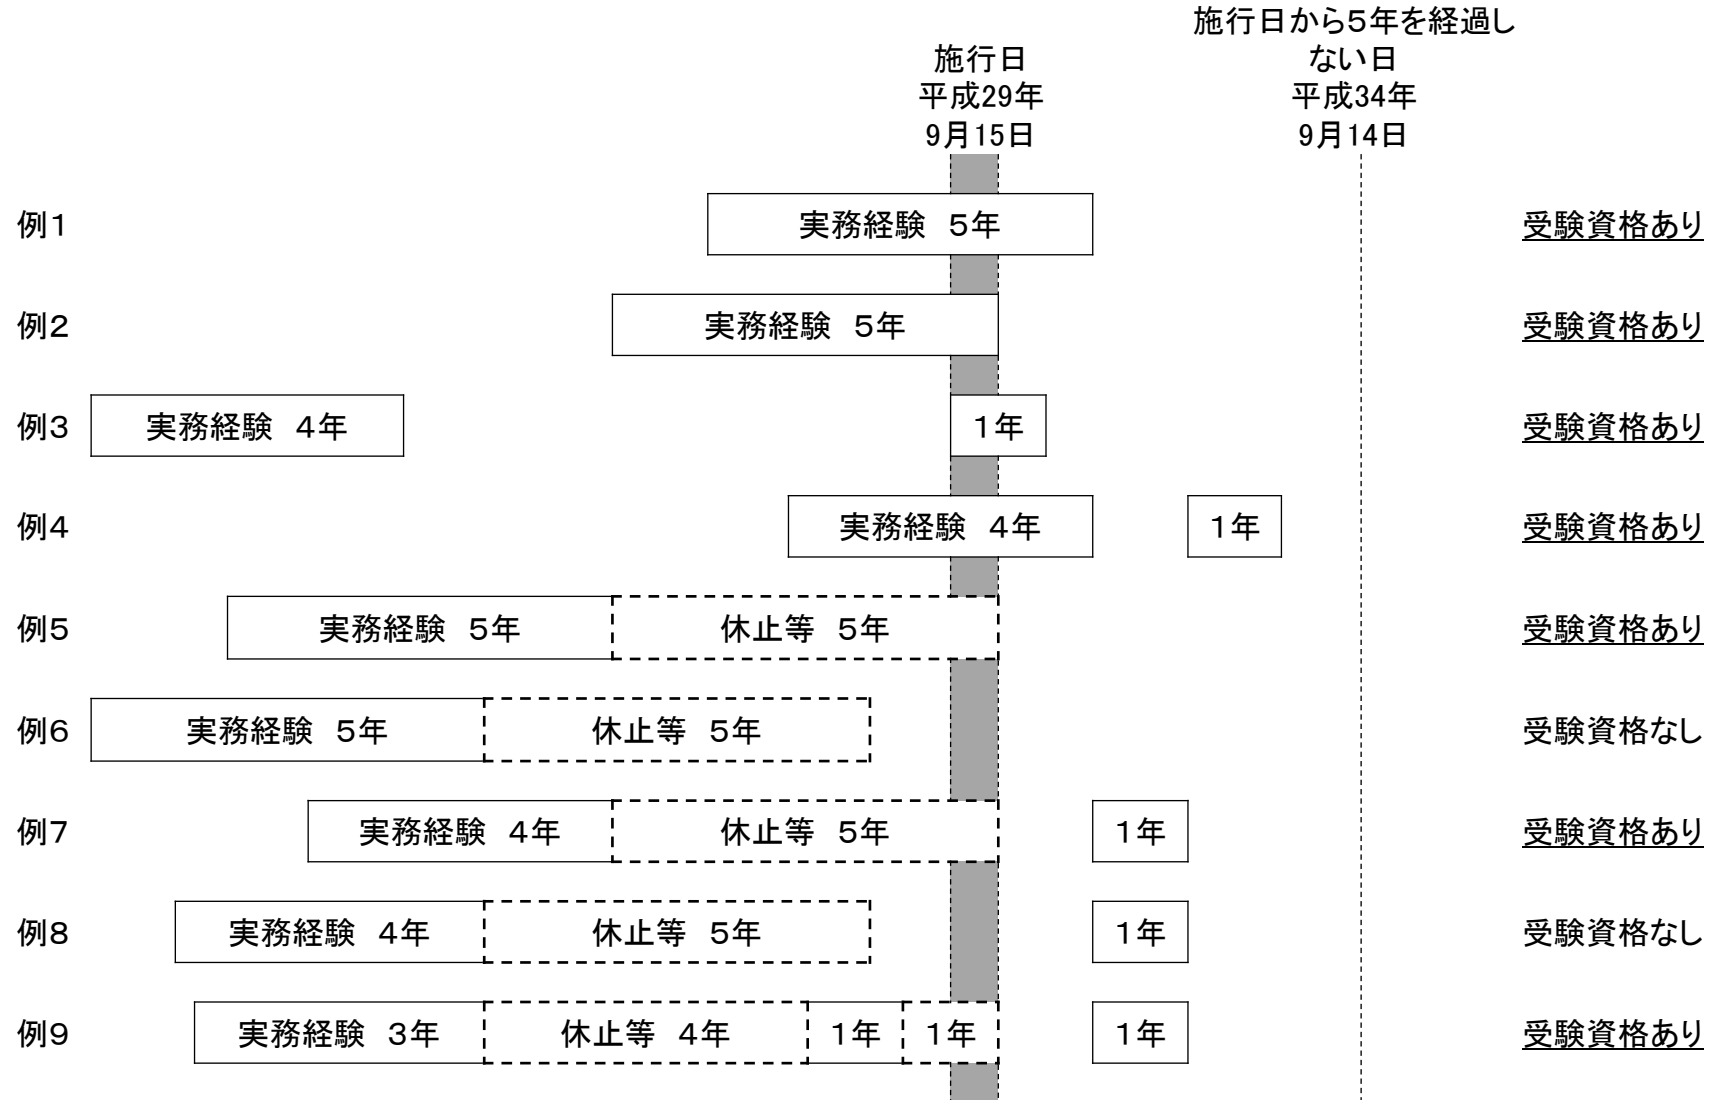 施行日から５年を経過し
ない日
平成34年
9月14日
施行日
平成29年
9月15日
例１ 実務経験　５年 受験資格あり
例２ 実務経験　５年 受験資格あり
例３ 実務経験　４年 １年 受験資格あり
例４ 実務経験　４年 １年 受験資格あり
例５ 実務経験　５年 休止等　５年 受験資格あり
例６ 実務経験　５年 休止等　５年 受験資格なし
例７ 実務経験　４年 休止等　５年 １年 受験資格あり
例８ 実務経験　４年 休止等　５年 １年 受験資格なし
例９ 実務経験　３年 休止等　４年 １年 １年 １年 受験資格あり